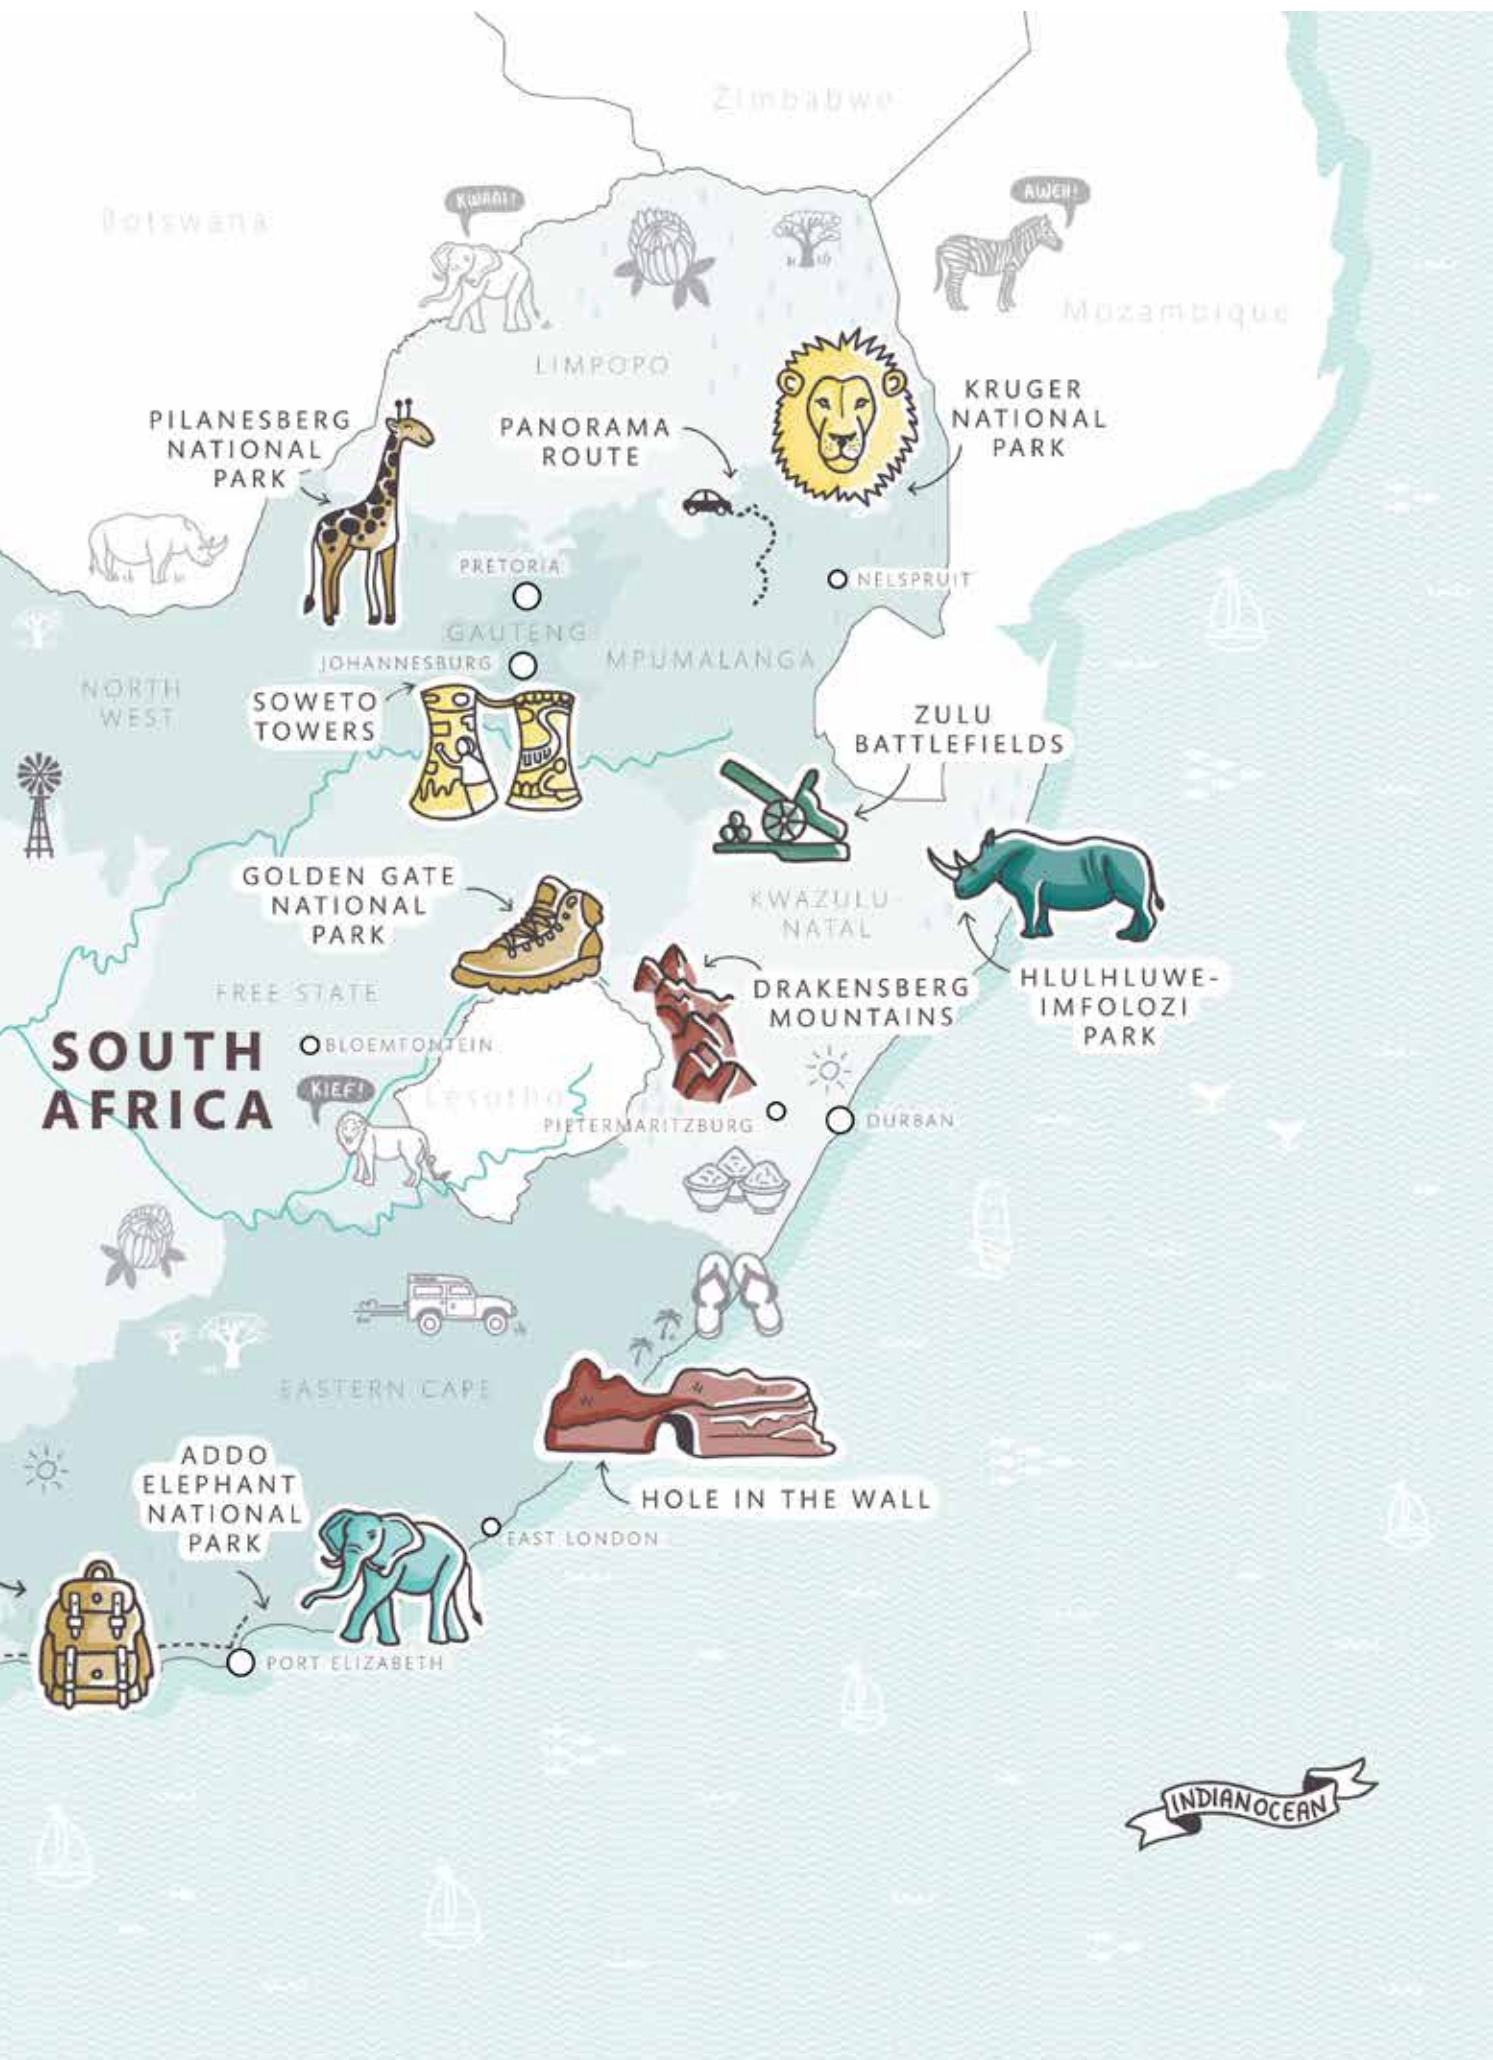 Zimbabwe
KWAAI!
AWEH!
Botswana
Mozambique
LIMPOPO
KRUGER
NATIONAL
PARK
PILANESBERG
NATIONAL
PARK
PANORAMA
ROUTE
PRETORIA
NELSPRUIT
GAUTENG
JOHANNESBURG
MPUMALANGA
NORTH
WEST
SOWETO
TOWERS
ZULU
BATTLEFIELDS
GOLDEN GATE
NATIONAL
PARK
KWAZULU-
NATAL
FREE STATE
DRAKENSBERG
MOUNTAINS
HLULHLUWE-
IMFOLOZI
PARK
SOUTH
AFRICA
BLOEMFONTEIN
KIEF!
Lesotho
PIETERMARITZBURG
DURBAN
EASTERN CAPE
ADDO
ELEPHANT
NATIONAL
PARK
HOLE IN THE WALL
EAST LONDON
PORT ELIZABETH
INDIAN OCEAN